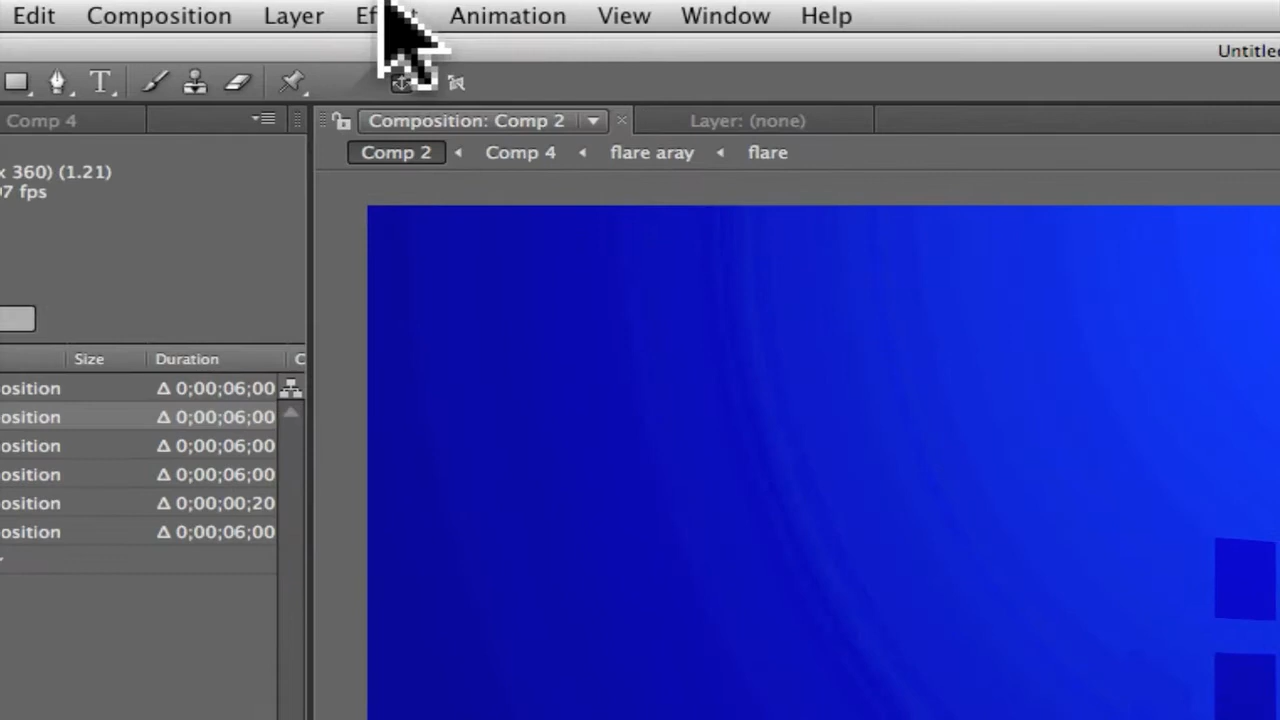 Edit Composition Layer Animation View Window Help
T
Comp 4 Composition: Comp 2 Layer: (none)
Comp 2 Comp 4 flare aray flare
x 360) (1.21)
fps
Size Duration
osition Δ 0;00;06;00
osition Δ 0;00;06;00
osition Δ 0;00;06;00
osition Δ 0;00;06;00
osition Δ 0;00;00;20
osition Δ 0;00;06;00